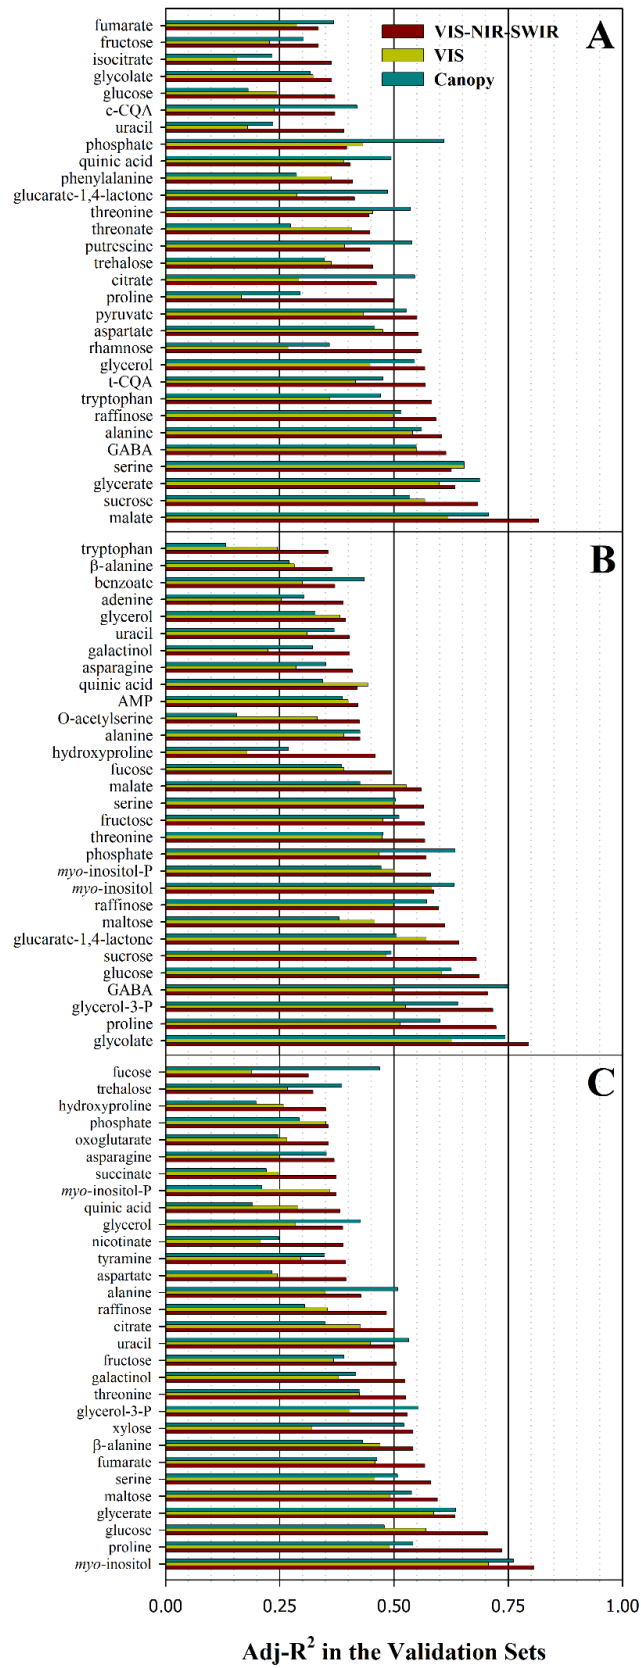 A
VIS-NIR-SWIR
VIS
Canopy
fumarate
fructose
isocitrate
glycolate
glucose
c-CQA
uracil
phosphate
quinic acid
phenylalanine
glucarate-1,4-lactone
threonine
threonate
putrescine
trehalose
citrate
proline
pyruvate
aspartate
rhamnose
glycerol
t-CQA
tryptophan
raffinose
alanine
GABA
serine
glycerate
sucrose
malate
B
tryptophan
β-alanine
benzoate
adenine
glycerol
uracil
galactinol
asparagine
quinic acid
AMP
O-acetylserine
alanine
hydroxyproline
fucose
malate
serine
fructose
threonine
phosphate
myo-inositol-P
myo-inositol
raffinose
maltose
glucarate-1,4-lactone
sucrose
glucose
GABA
glycerol-3-P
proline
glycolate
C
fucose
trehalose
hydroxyproline
phosphate
oxoglutarate
asparagine
succinate
myo-inositol-P
quinic acid
glycerol
nicotinate
tyramine
aspartate
alanine
raffinose
citrate
uracil
fructose
galactinol
threonine
glycerol-3-P
xylose
β-alanine
fumarate
serine
maltose
glycerate
glucose
proline
myo-inositol
0.00 0.25 0.50 0.75 1.00
Adj-R² in the Validation Sets